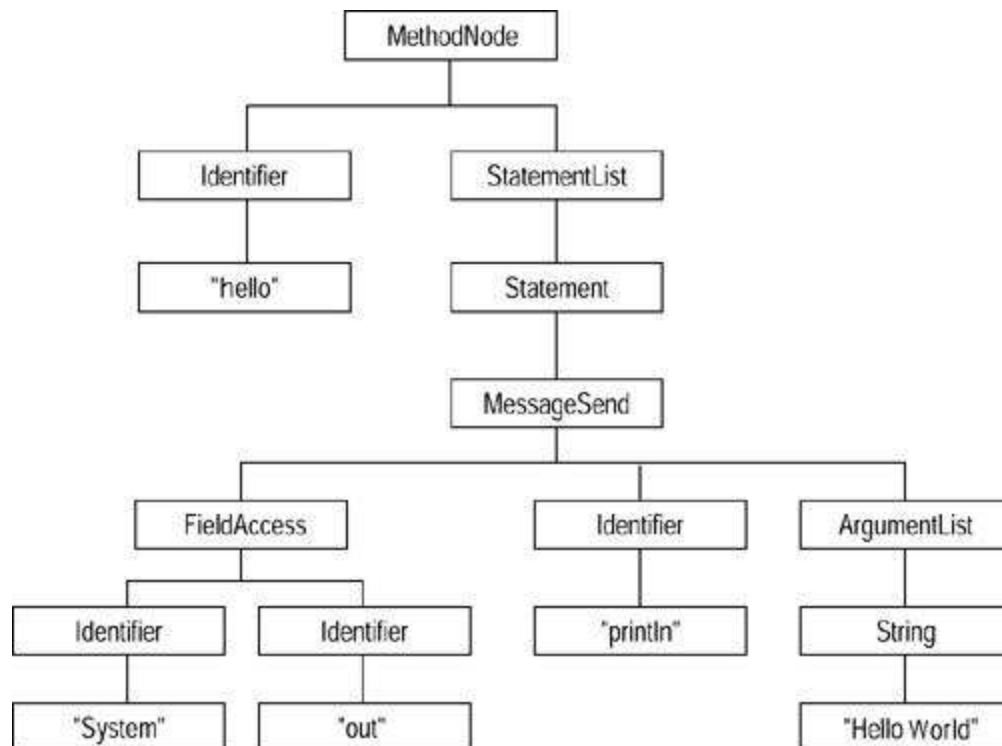 MethodNode
Identifier
StatementList
"hello"
Statement
MessageSend
FieldAccess
Identifier
ArgumentList
Identifier
Identifier
"println"
String
"System"
"out"
"Hello World"